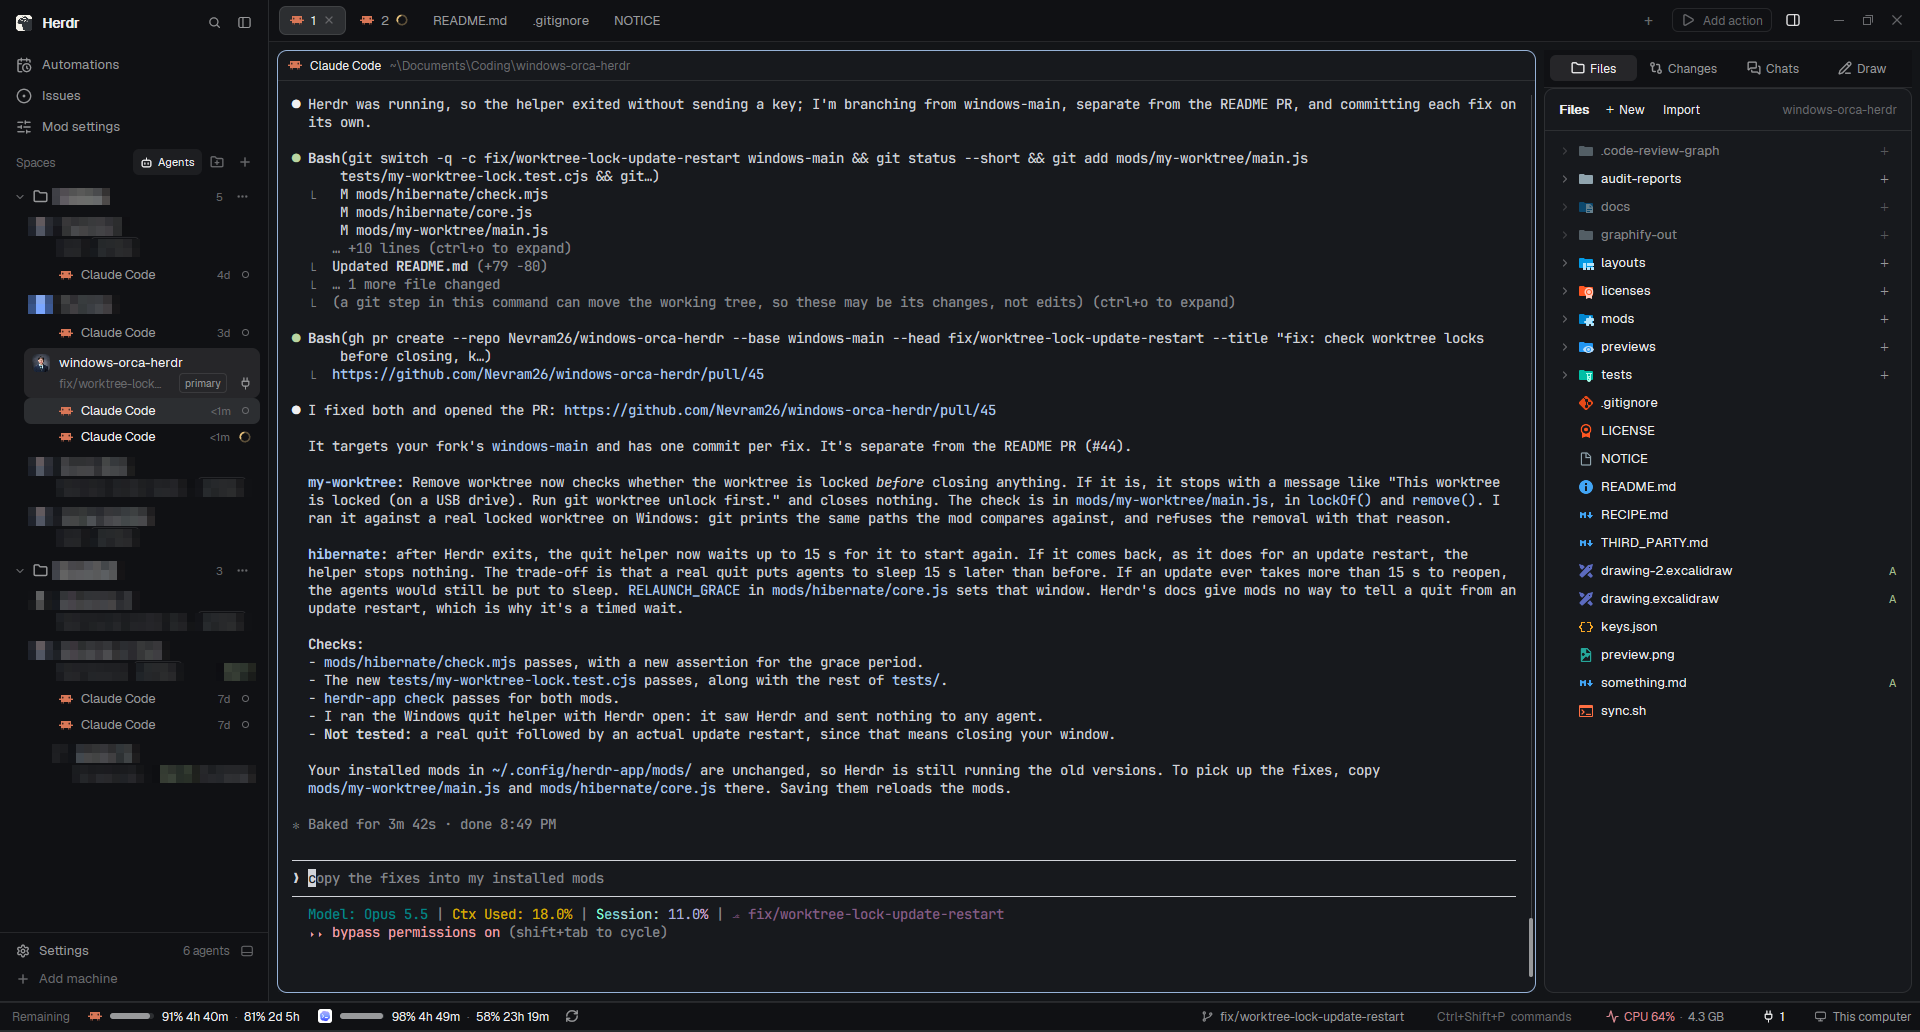 Herdr
Automations
Issues
Mod settings
Spaces
Agents
5
Claude Code 4d
Claude Code 3d
windows-orca-herdr
fix/worktree-lock... primary
Claude Code <1m
Claude Code <1m
3
Claude Code 7d
Claude Code 7d
Settings 6 agents
Add machine
1
2
README.md
.gitignore
NOTICE
Add action
Claude Code ~\Documents\Coding\windows-orca-herdr
Herdr was running, so the helper exited without sending a key; I'm branching from windows-main, separate from the README PR, and committing each fix on
its own.
Bash(git switch -q -c fix/worktree-lock-update-restart windows-main && git status --short && git add mods/my-worktree/main.js
tests/my-worktree-lock.test.cjs && git…)
M mods/hibernate/check.mjs
M mods/hibernate/core.js
M mods/my-worktree/main.js
… +10 lines (ctrl+o to expand)
Updated README.md (+79 -80)
… 1 more file changed
(a git step in this command can move the working tree, so these may be its changes, not edits) (ctrl+o to expand)
Bash(gh pr create --repo Nevram26/windows-orca-herdr --base windows-main --head fix/worktree-lock-update-restart --title "fix: check worktree locks
before closing, k…)
https://github.com/Nevram26/windows-orca-herdr/pull/45
I fixed both and opened the PR: https://github.com/Nevram26/windows-orca-herdr/pull/45
It targets your fork's windows-main and has one commit per fix. It's separate from the README PR (#44).
my-worktree: Remove worktree now checks whether the worktree is locked before closing anything. If it is, it stops with a message like "This worktree
is locked (on a USB drive). Run git worktree unlock first." and closes nothing. The check is in mods/my-worktree/main.js, in lockOf() and remove(). I
ran it against a real locked worktree on Windows: git prints the same paths the mod compares against, and refuses the removal with that reason.
hibernate: after Herdr exits, the quit helper now waits up to 15 s for it to start again. If it comes back, as it does for an update restart, the
helper stops nothing. The trade-off is that a real quit puts agents to sleep 15 s later than before. If an update ever takes more than 15 s to reopen,
the agents would still be put to sleep. RELAUNCH_GRACE in mods/hibernate/core.js sets that window. Herdr's docs give mods no way to tell a quit from an
update restart, which is why it's a timed wait.
Checks:
- mods/hibernate/check.mjs passes, with a new assertion for the grace period.
- The new tests/my-worktree-lock.test.cjs passes, along with the rest of tests/.
- herdr-app check passes for both mods.
- I ran the Windows quit helper with Herdr open: it saw Herdr and sent nothing to any agent.
- Not tested: a real quit followed by an actual update restart, since that means closing your window.
Your installed mods in ~/.config/herdr-app/mods/ are unchanged, so Herdr is still running the old versions. To pick up the fixes, copy
mods/my-worktree/main.js and mods/hibernate/core.js there. Saving them reloads the mods.
Baked for 3m 42s · done 8:49 PM
❯ copy the fixes into my installed mods
Model: Opus 5.5 | Ctx Used: 18.0% | Session: 11.0% | fix/worktree-lock-update-restart
bypass permissions on (shift+tab to cycle)
Files
Changes
Chats
Draw
Files + New Import windows-orca-herdr
.code-review-graph
audit-reports
docs
graphify-out
layouts
licenses
mods
previews
tests
.gitignore
LICENSE
NOTICE
README.md
RECIPE.md
THIRD_PARTY.md
drawing-2.excalidraw A
drawing.excalidraw A
keys.json
preview.png
something.md A
sync.sh
Remaining 91% 4h 40m · 81% 2d 5h 98% 4h 49m · 58% 23h 19m
fix/worktree-lock-update-restart Ctrl+Shift+P commands CPU 64% · 4.3 GB 1 This computer